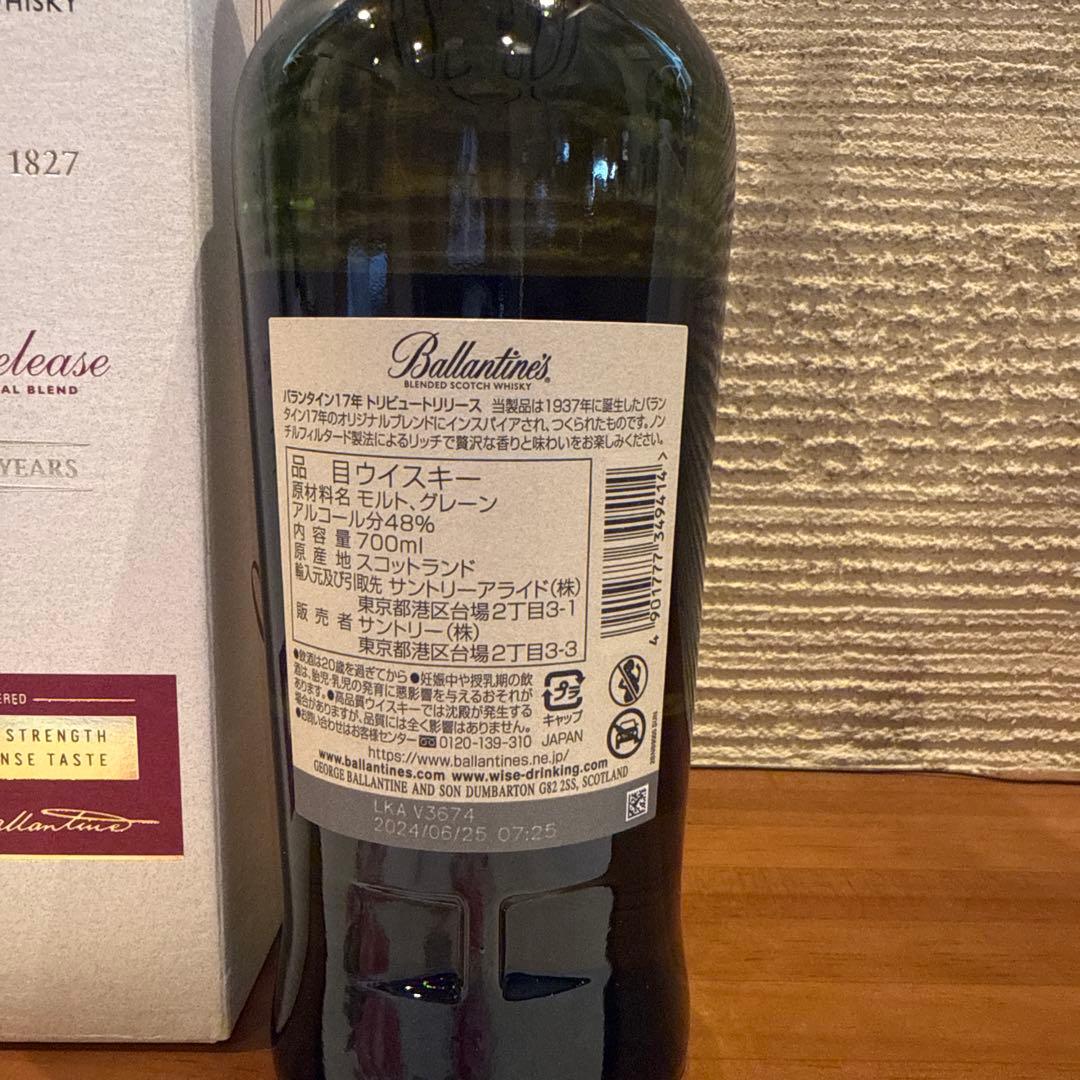 WHISKY
1827
elease
AL BLEND
YEARS
ERED
STRENGTH
NSE TASTE
allantine
Ballantine's
BLENDED SCOTCH WHISKY
バランタイン17年 トリビュートリリース 当製品は1937年に誕生したバラン
タイン17年のオリジナルブレンドにインスパイアされ、つくられたものです。ノン
チルフィルタード製法によるリッチで贅沢な香りと味わいをお楽しみください。
品目 ウイスキー
原材料名 モルト、グレーン
アルコール分48%
内容量 700ml
原産地 スコットランド
輸入元及び引取先 サントリーアライド(株)
東京都港区台場2丁目3-1
販売者 サントリー(株)
東京都港区台場2丁目3-3
4 901777 349414 >
●飲酒は20歳を過ぎてから ●妊娠中や授乳期の飲
酒は、胎児・乳児の発育に悪影響を与えるおそれが
あります。●高品質ウイスキーでは沈殿が発生する
場合がありますが、品質には全く影響はありません。
●お問い合わせはお客様センター 0120-139-310
プラ
キャップ
JAPAN
https://www.ballantines.ne.jp/
www.ballantines.com www.wise-drinking.com
GEORGE BALLANTINE AND SON DUMBARTON G82 2SS, SCOTLAND
LKA V3674
2024/06/25 07:25